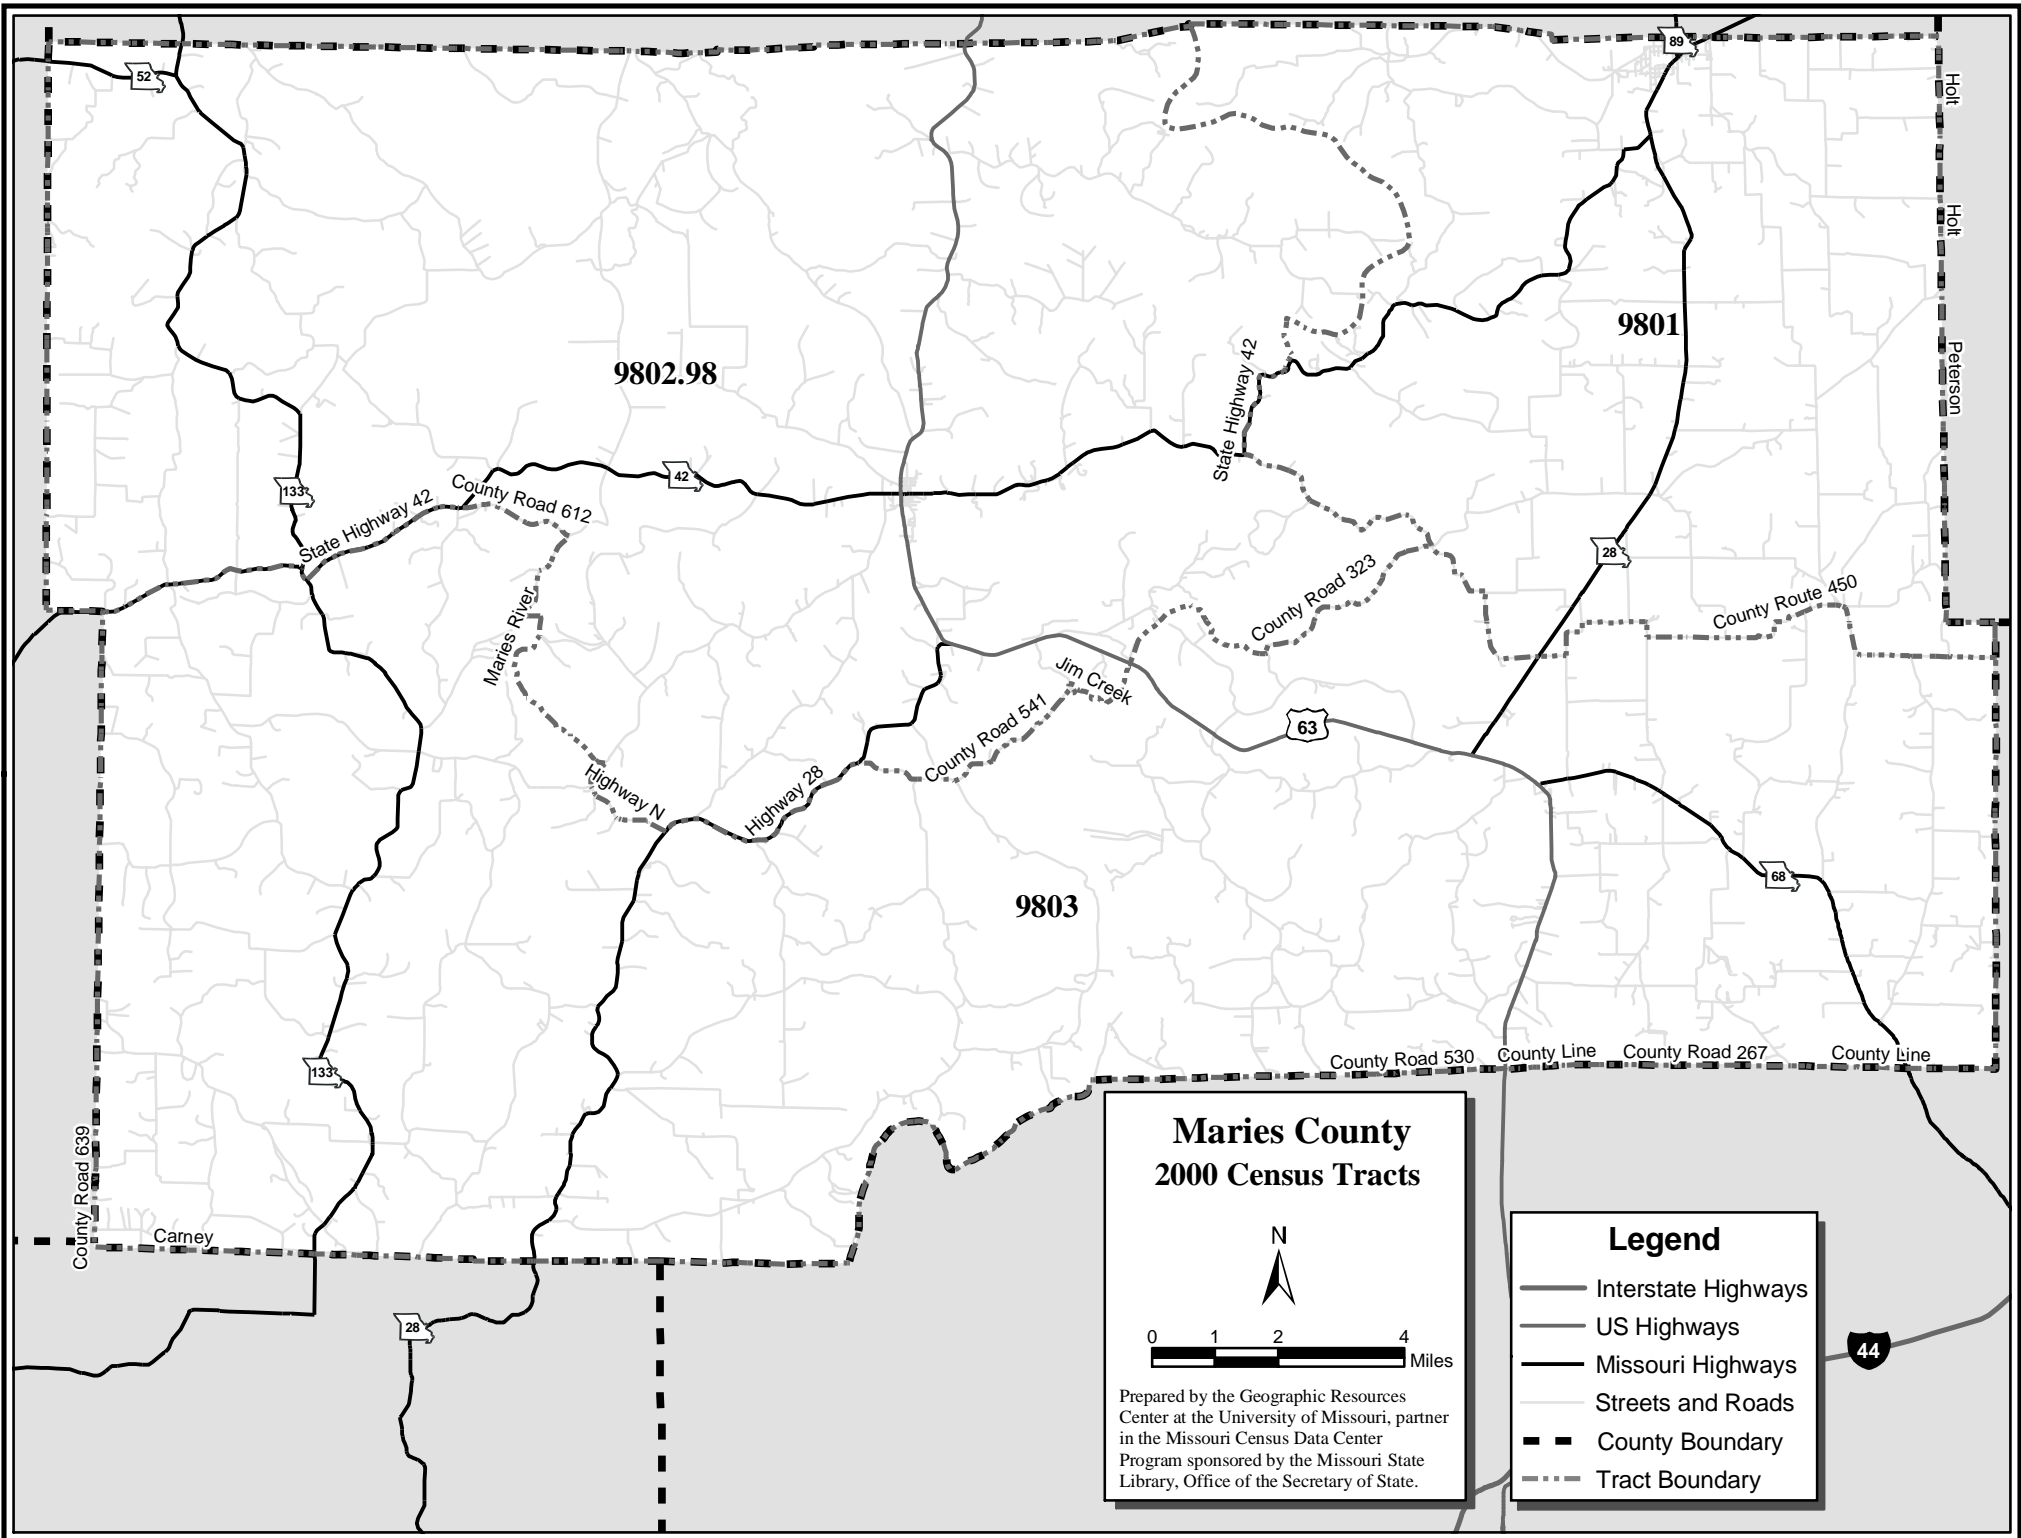 52
89
Holt
Holt
Peterson
9801
9802.98
State Highway 42
42
133
County Road 612
State Highway 42
28
County Road 323
County Route 450
Maries River
Jim Creek
County Road 541
63
Highway N
Highway 28
68
9803
133
County Road 530
County Line
County Road 267
County Line
County Road 639
Carney
28
Maries County
2000 Census Tracts
N
0 1 2 4
Miles
Prepared by the Geographic Resources
Center at the University of Missouri, partner
in the Missouri Census Data Center
Program sponsored by the Missouri State
Library, Office of the Secretary of State.
Legend
Interstate Highways
US Highways
Missouri Highways
Streets and Roads
County Boundary
Tract Boundary
44